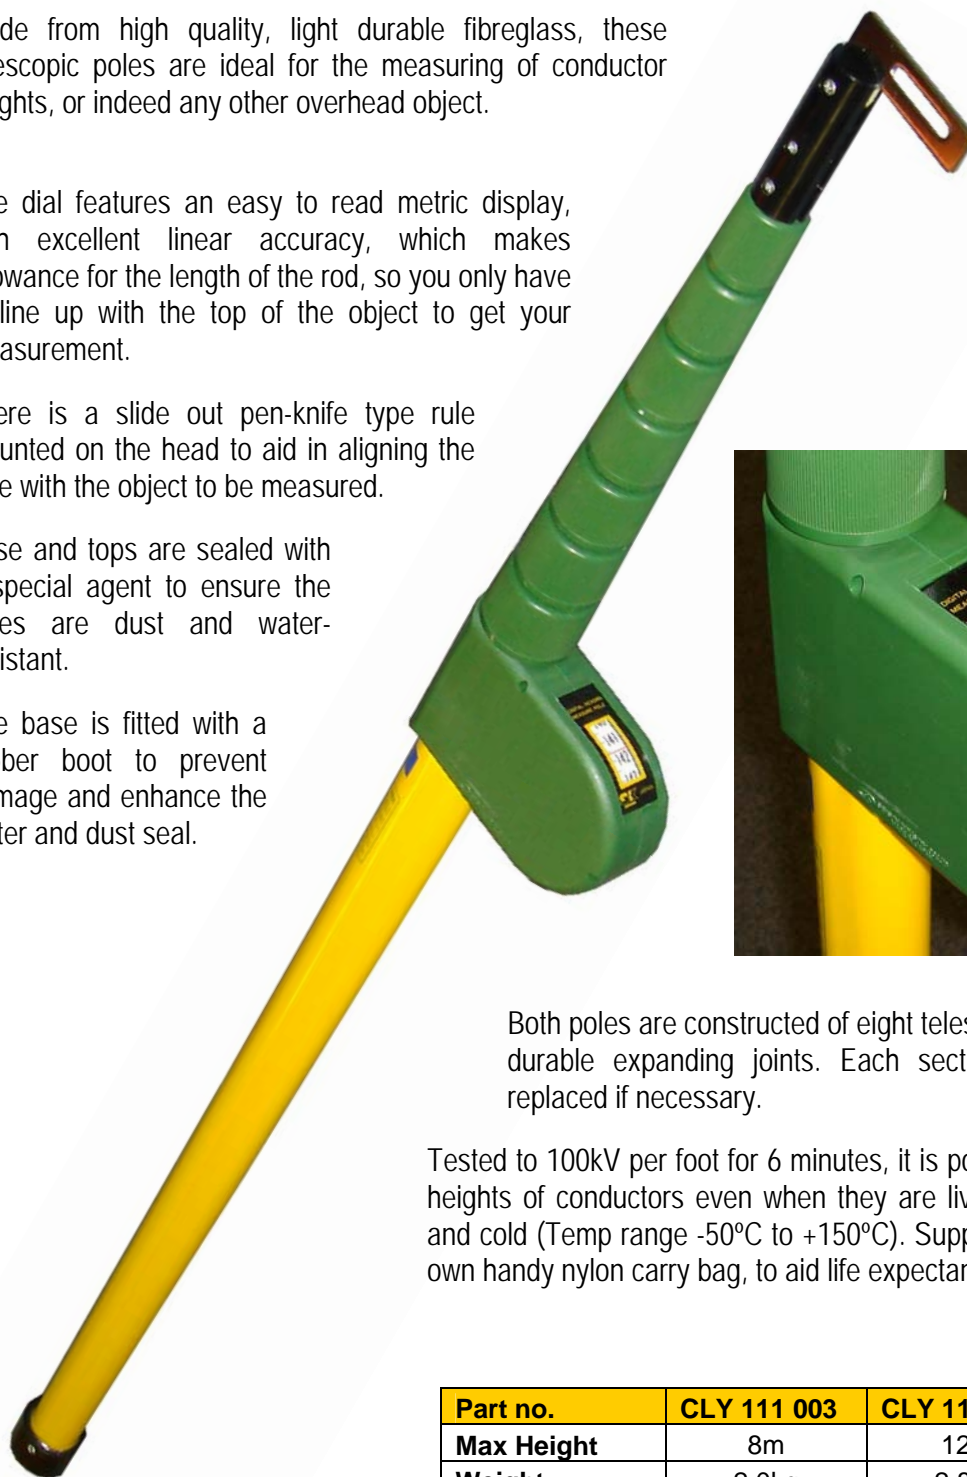 de from high quality, light durable fibreglass, these
escopic poles are ideal for the measuring of conductor
ghts, or indeed any other overhead object.
e dial features an easy to read metric display,
h excellent linear accuracy, which makes
owance for the length of the rod, so you only have
line up with the top of the object to get your
asurement.
ere is a slide out pen-knife type rule
unted on the head to aid in aligning the
e with the object to be measured.
se and tops are sealed with
special agent to ensure the
es are dust and water-
istant.
e base is fitted with a
ber boot to prevent
mage and enhance the
ter and dust seal.
DIGITAL
MEA
141
142
Both poles are constructed of eight teles
durable expanding joints. Each sect
replaced if necessary.
Tested to 100kV per foot for 6 minutes, it is po
heights of conductors even when they are liv
and cold (Temp range -50ºC to +150ºC). Supp
own handy nylon carry bag, to aid life expectan
Part no. CLY 111 003 CLY 11
Max Height 8m 12